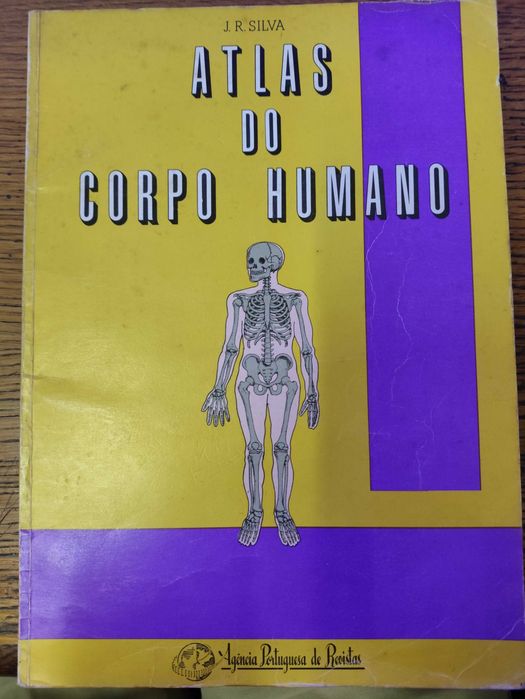 J. R. SILVA
ATLAS
DO
CORPO HUMANO
Agência Portuguesa de Revistas